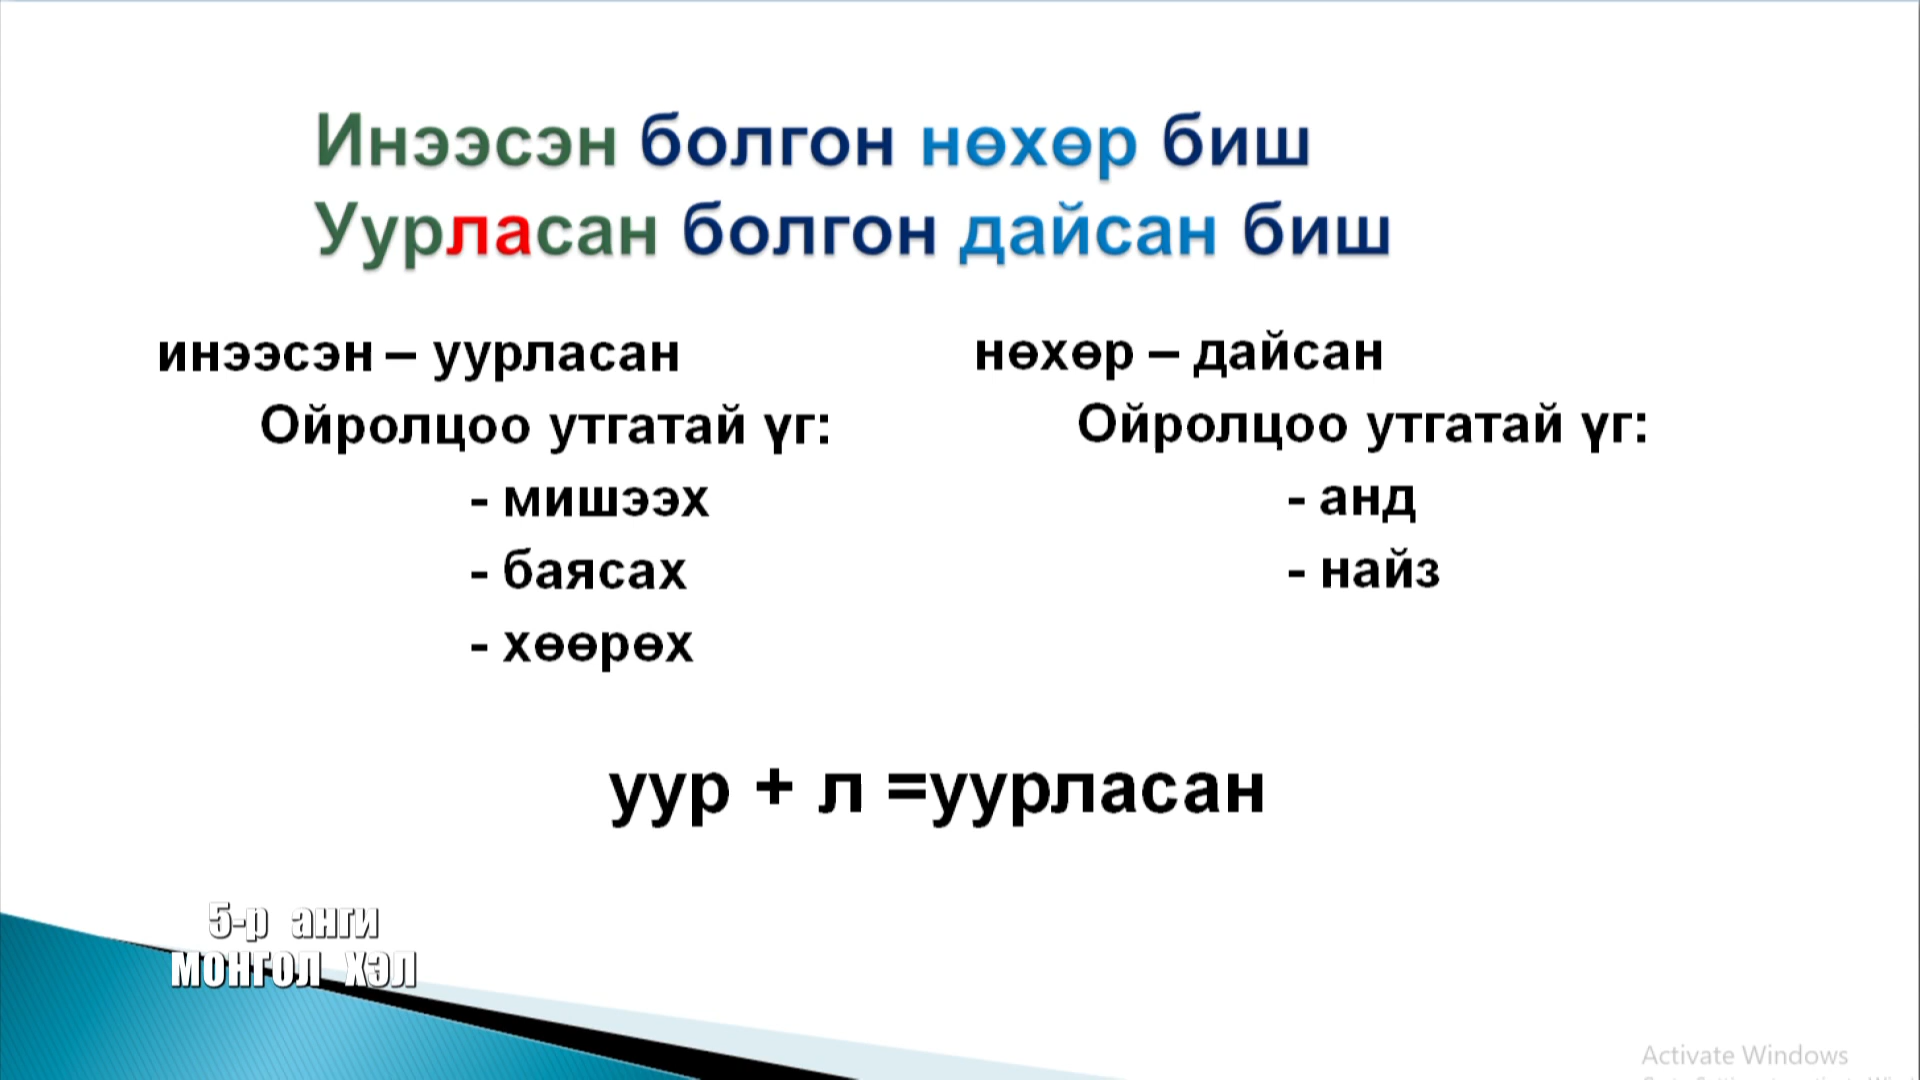 Инээсэн болгон нөхөр биш
Уурласан болгон дайсан биш
инээсэн – уурласан
Ойролцоо утгатай үг:
- мишээх
- баясах
- хөөрөх
нөхөр – дайсан
Ойролцоо утгатай үг:
- анд
- найз
уур + л =уурласан
5-р анги
МОНГОЛ ХЭЛ
Activate Windows